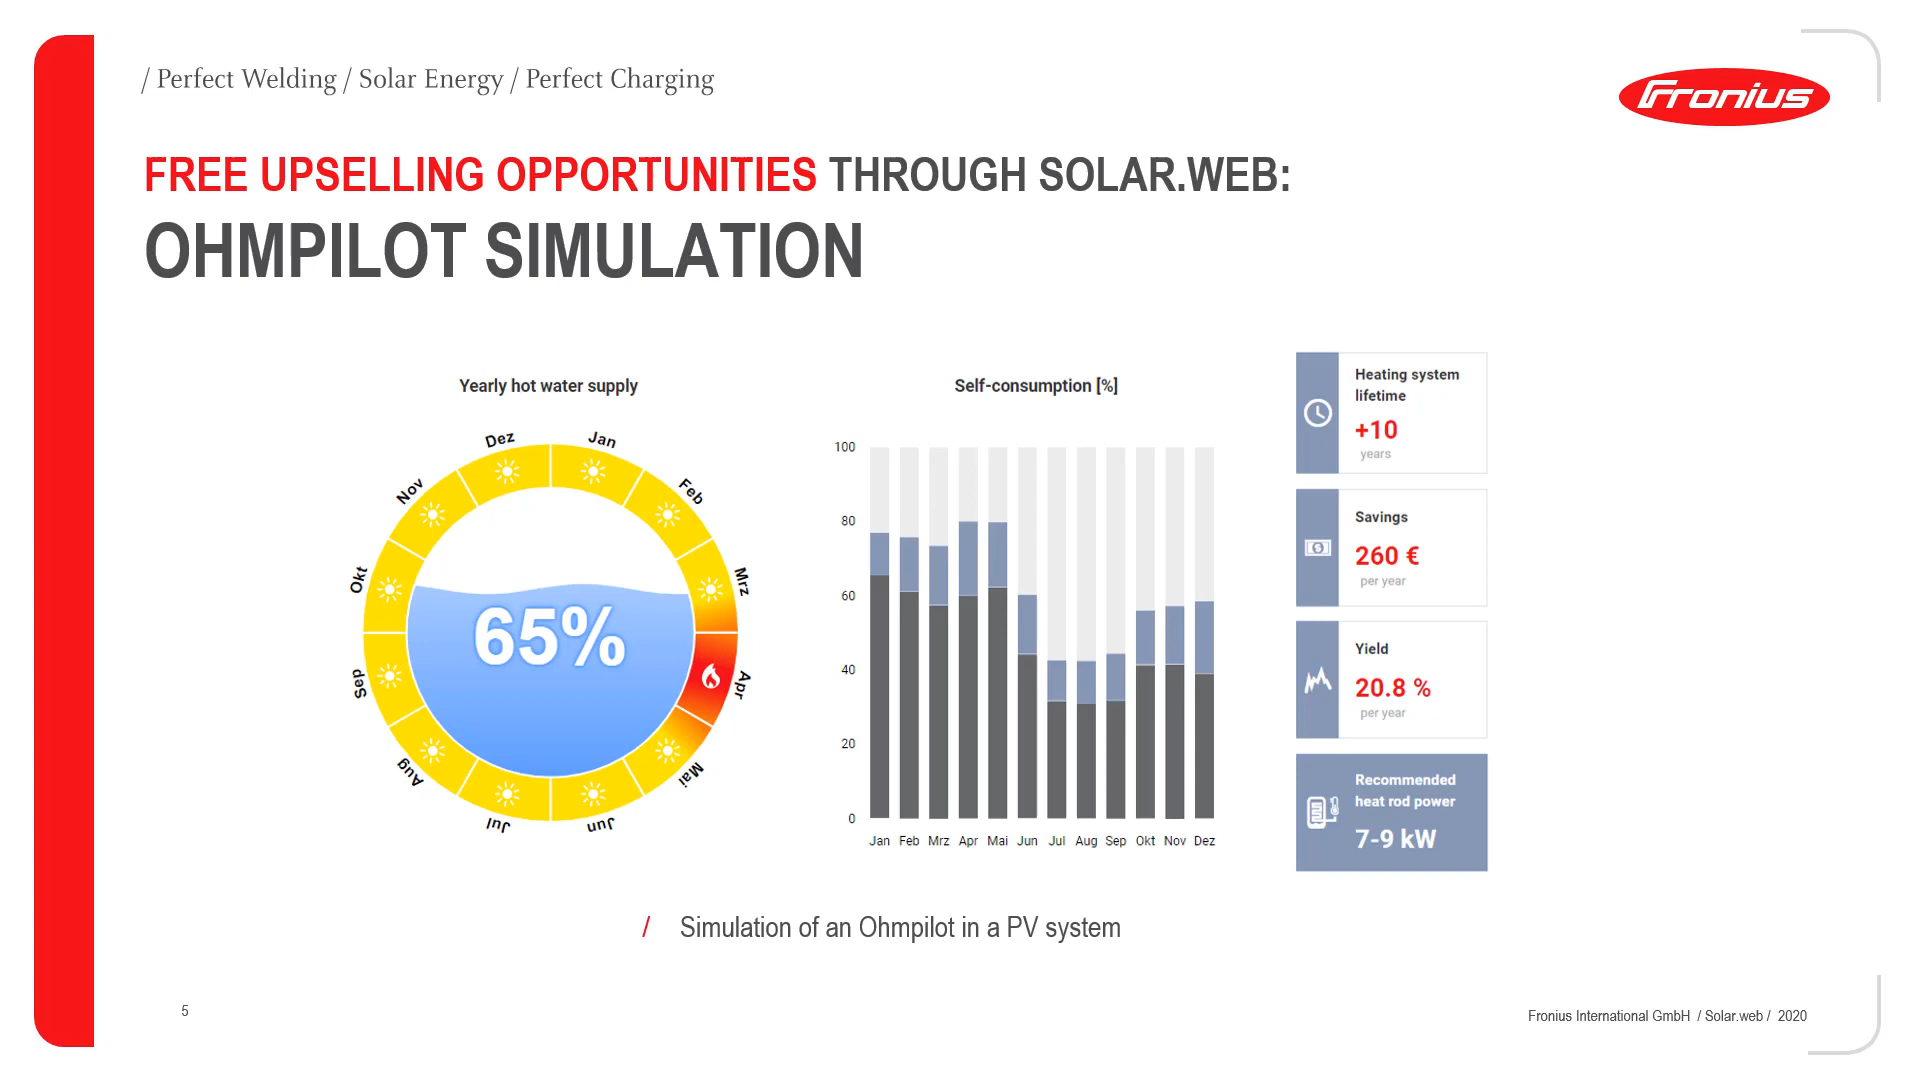 / Perfect Welding / Solar Energy / Perfect Charging
Fronius
FREE UPSELLING OPPORTUNITIES THROUGH SOLAR.WEB:
OHMPILOT SIMULATION
Yearly hot water supply
Dez
Jan
Nov
Feb
Okt
Mrz
65%
Sep
Apr
Aug
Mai
Jul
Jun
Self-consumption [%]
100
80
60
40
20
0
Jan Feb Mrz Apr Mai Jun Jul Aug Sep Okt Nov Dez
Heating system
lifetime
+10
years
Savings
260 €
per year
Yield
20.8 %
per year
Recommended
heat rod power
7-9 kW
/ Simulation of an Ohmpilot in a PV system
5
Fronius International GmbH / Solar.web / 2020